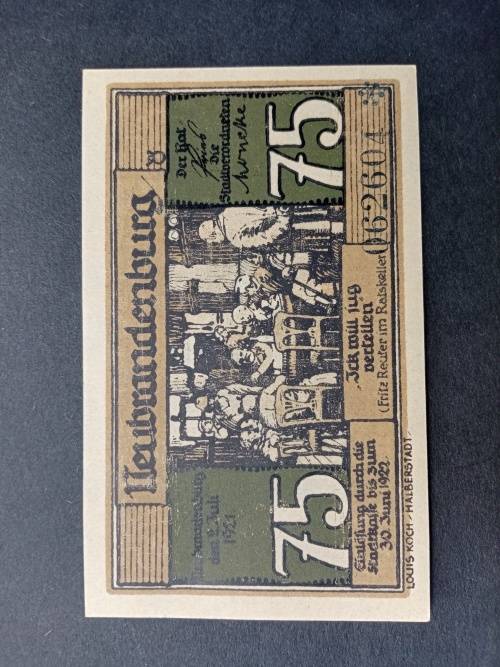 Neubrandenburg
Neubrandenburg
den 2. Juli
1921
Der Rat
Die
Stadtverordneten
75
75
Ick will jug
vertellen
(Fritz Reuter im Ratskeller)
Einlösung durch die
Stadtkasse bis zum
30. Juni 1922
062604
LOUIS KOCH, HALBERSTADT